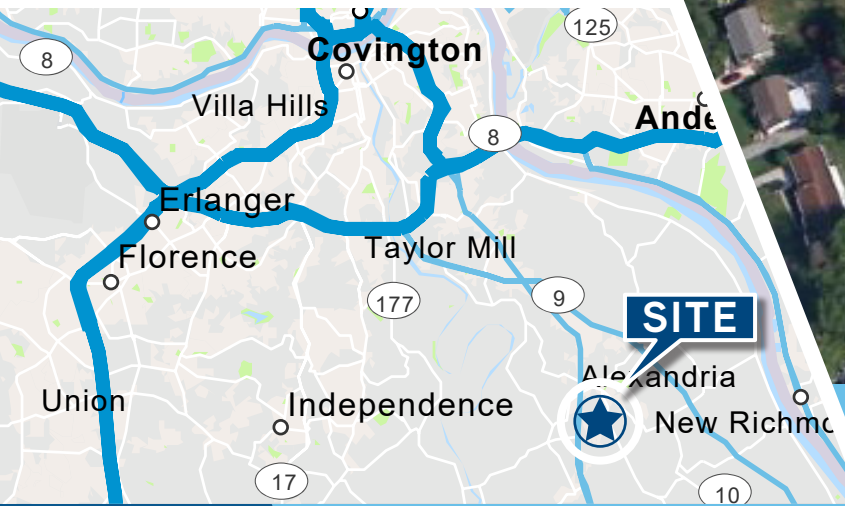 125
Covington
8
Villa Hills
Ande
8
Erlanger
Taylor Mill
Florence
177
9
SITE
Alexandria
Union
Independence
New Richmo
17
10